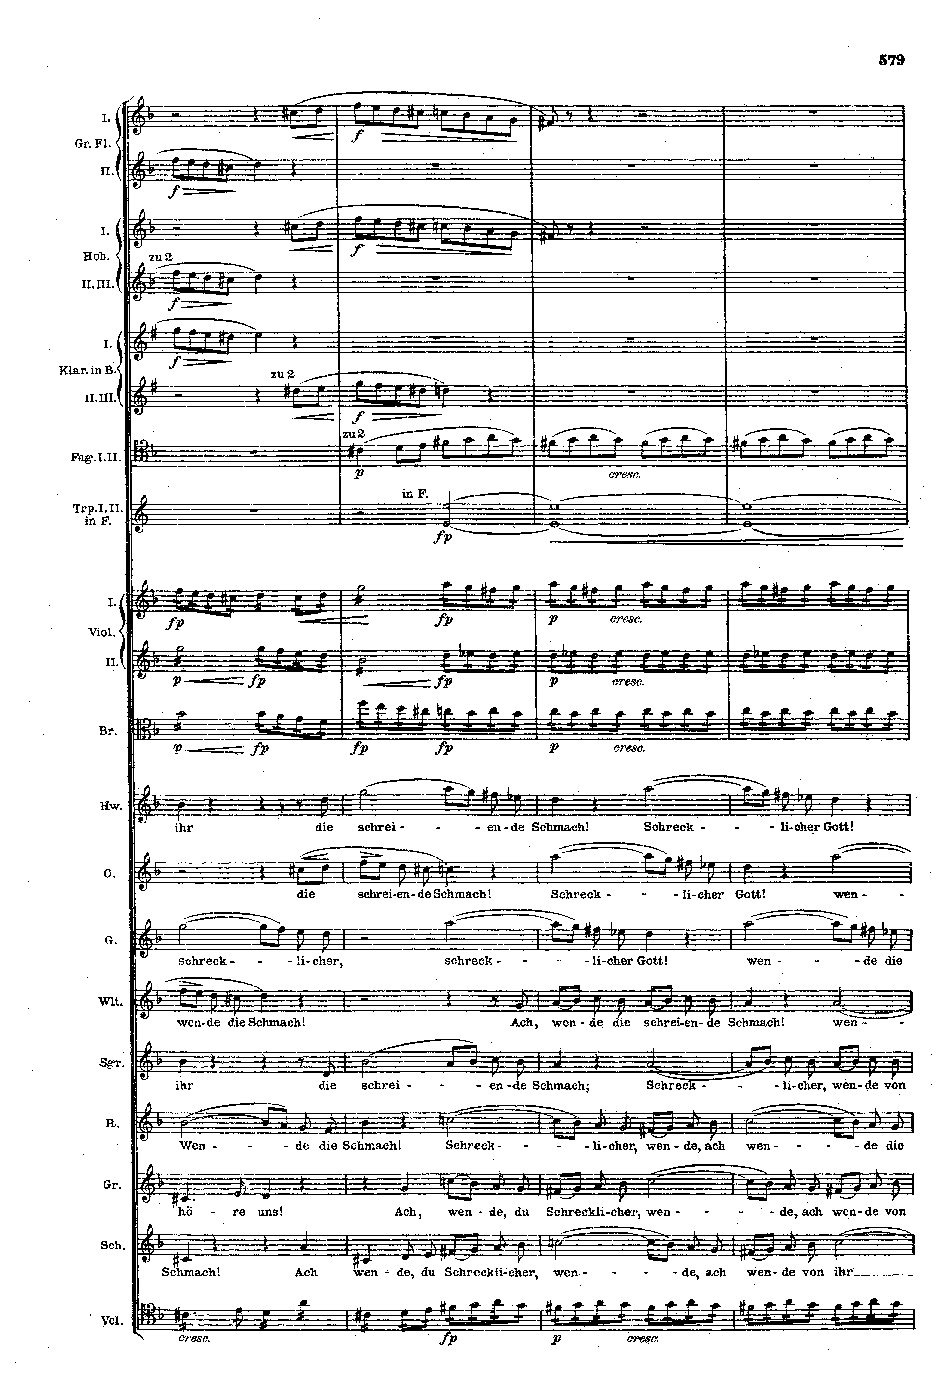 579
I.
Gr. Fl.
II.
f
f
I.
Hob.
zu 2
II.III.
f
f
I.
Klar. in B.
zu 2
II.III.
f
f
zu 2
Fag. I.II.
p cresc.
in F.
Trp. I.II.
in F.
fp
I.
Viol.
fp fp p cresc.
II.
p fp fp p cresc.
Br.
p fp fp fp p cresc.
Hw.
ihr die schrei - - - en-de Schmach! Schreck - - - li-cher Gott!
O.
die schrei-en-de Schmach! Schreck - - - li-cher Gott! wen - -
G.
schreck - - - li-cher, schreck - - - - li-cher Gott! wen - - - de die
Wlt.
wen-de die Schmach! Ach, wen - de die schrei-en-de Schmach! wen - -
Sgr.
ihr die schrei - - - en-de Schmach; Schreck - - - li-cher, wen-de von
R.
Wen - - - de die Schmach! Schreck - - - - li-cher, wen-de, ach wen - - - - de die
Gr.
hö - re uns! Ach, wen - de, du Schreckli-cher, wen - - - - de, ach wen-de von
Sch.
Schmach! Ach wen - de, du Schreckli-cher, wen - - - - de, ach wen-de von ihr
Vcl.
cresc. fp p cresc.